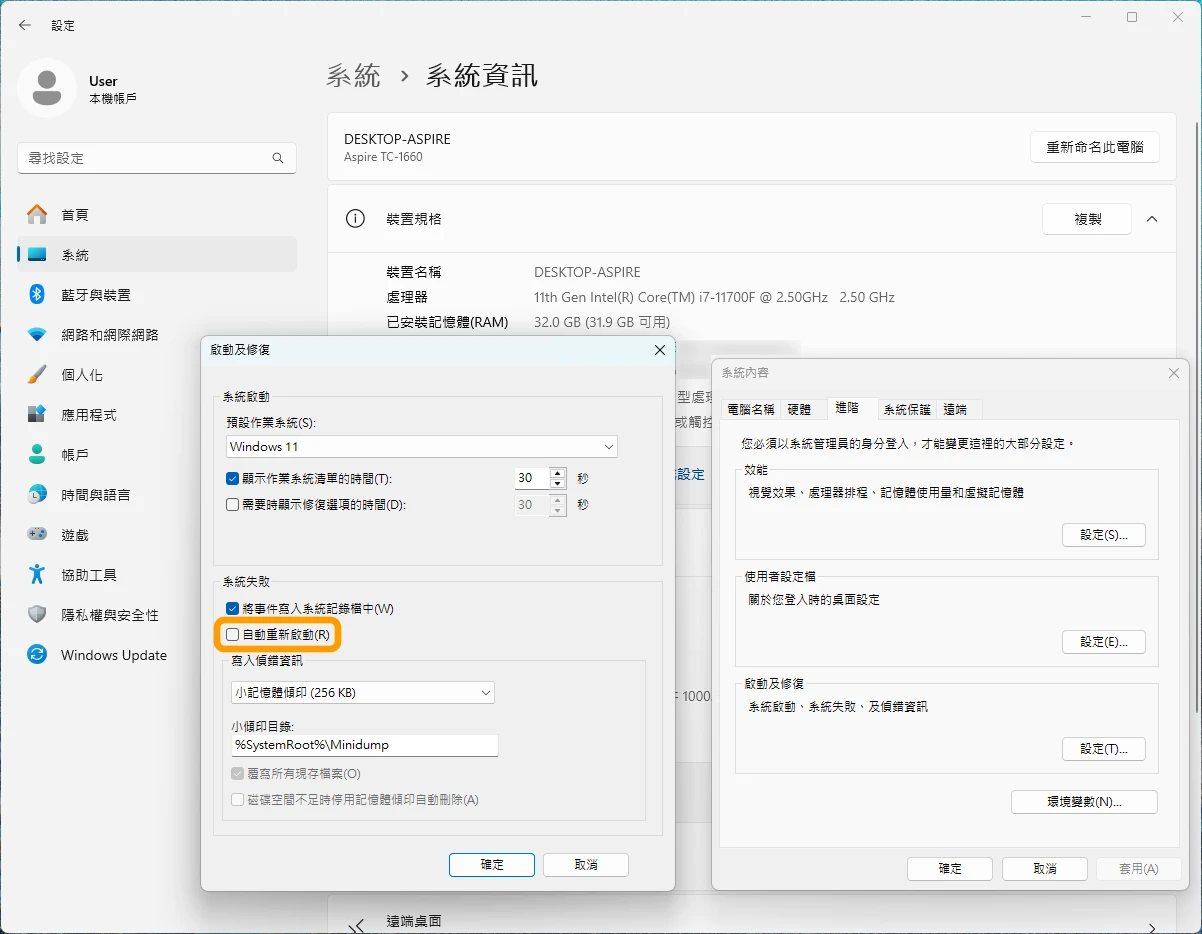 設定
User
本機帳戶
尋找設定
首頁
系統
藍牙與裝置
網路和網際網路
個人化
應用程式
帳戶
時間與語言
遊戲
協助工具
隱私權與安全性
Windows Update
系統 › 系統資訊
DESKTOP-ASPIRE
Aspire TC-1660
重新命名此電腦
裝置規格
複製
裝置名稱 DESKTOP-ASPIRE
處理器 11th Gen Intel(R) Core(TM) i7-11700F @ 2.50GHz 2.50 GHz
已安裝記憶體(RAM) 32.0 GB (31.9 GB 可用)
型處理
或觸控
設定
F 1000
遠端桌面
啟動及修復
系統啟動
預設作業系統(S):
Windows 11
顯示作業系統清單的時間(T): 30 秒
需要時顯示修復選項的時間(D): 30 秒
系統失敗
將事件寫入系統記錄檔中(W)
自動重新啟動(R)
寫入偵錯資訊
小記憶體傾印 (256 KB)
小傾印目錄:
%SystemRoot%\Minidump
覆寫所有現存檔案(O)
磁碟空間不足時停用記憶體傾印自動刪除(A)
確定 取消
系統內容
電腦名稱 硬體 進階 系統保護 遠端
您必須以系統管理員的身分登入，才能變更這裡的大部分設定。
效能
視覺效果、處理器排程、記憶體使用量和虛擬記憶體
設定(S)...
使用者設定檔
關於您登入時的桌面設定
設定(E)...
啟動及修復
系統啟動、系統失敗、及偵錯資訊
設定(T)...
環境變數(N)...
確定 取消 套用(A)